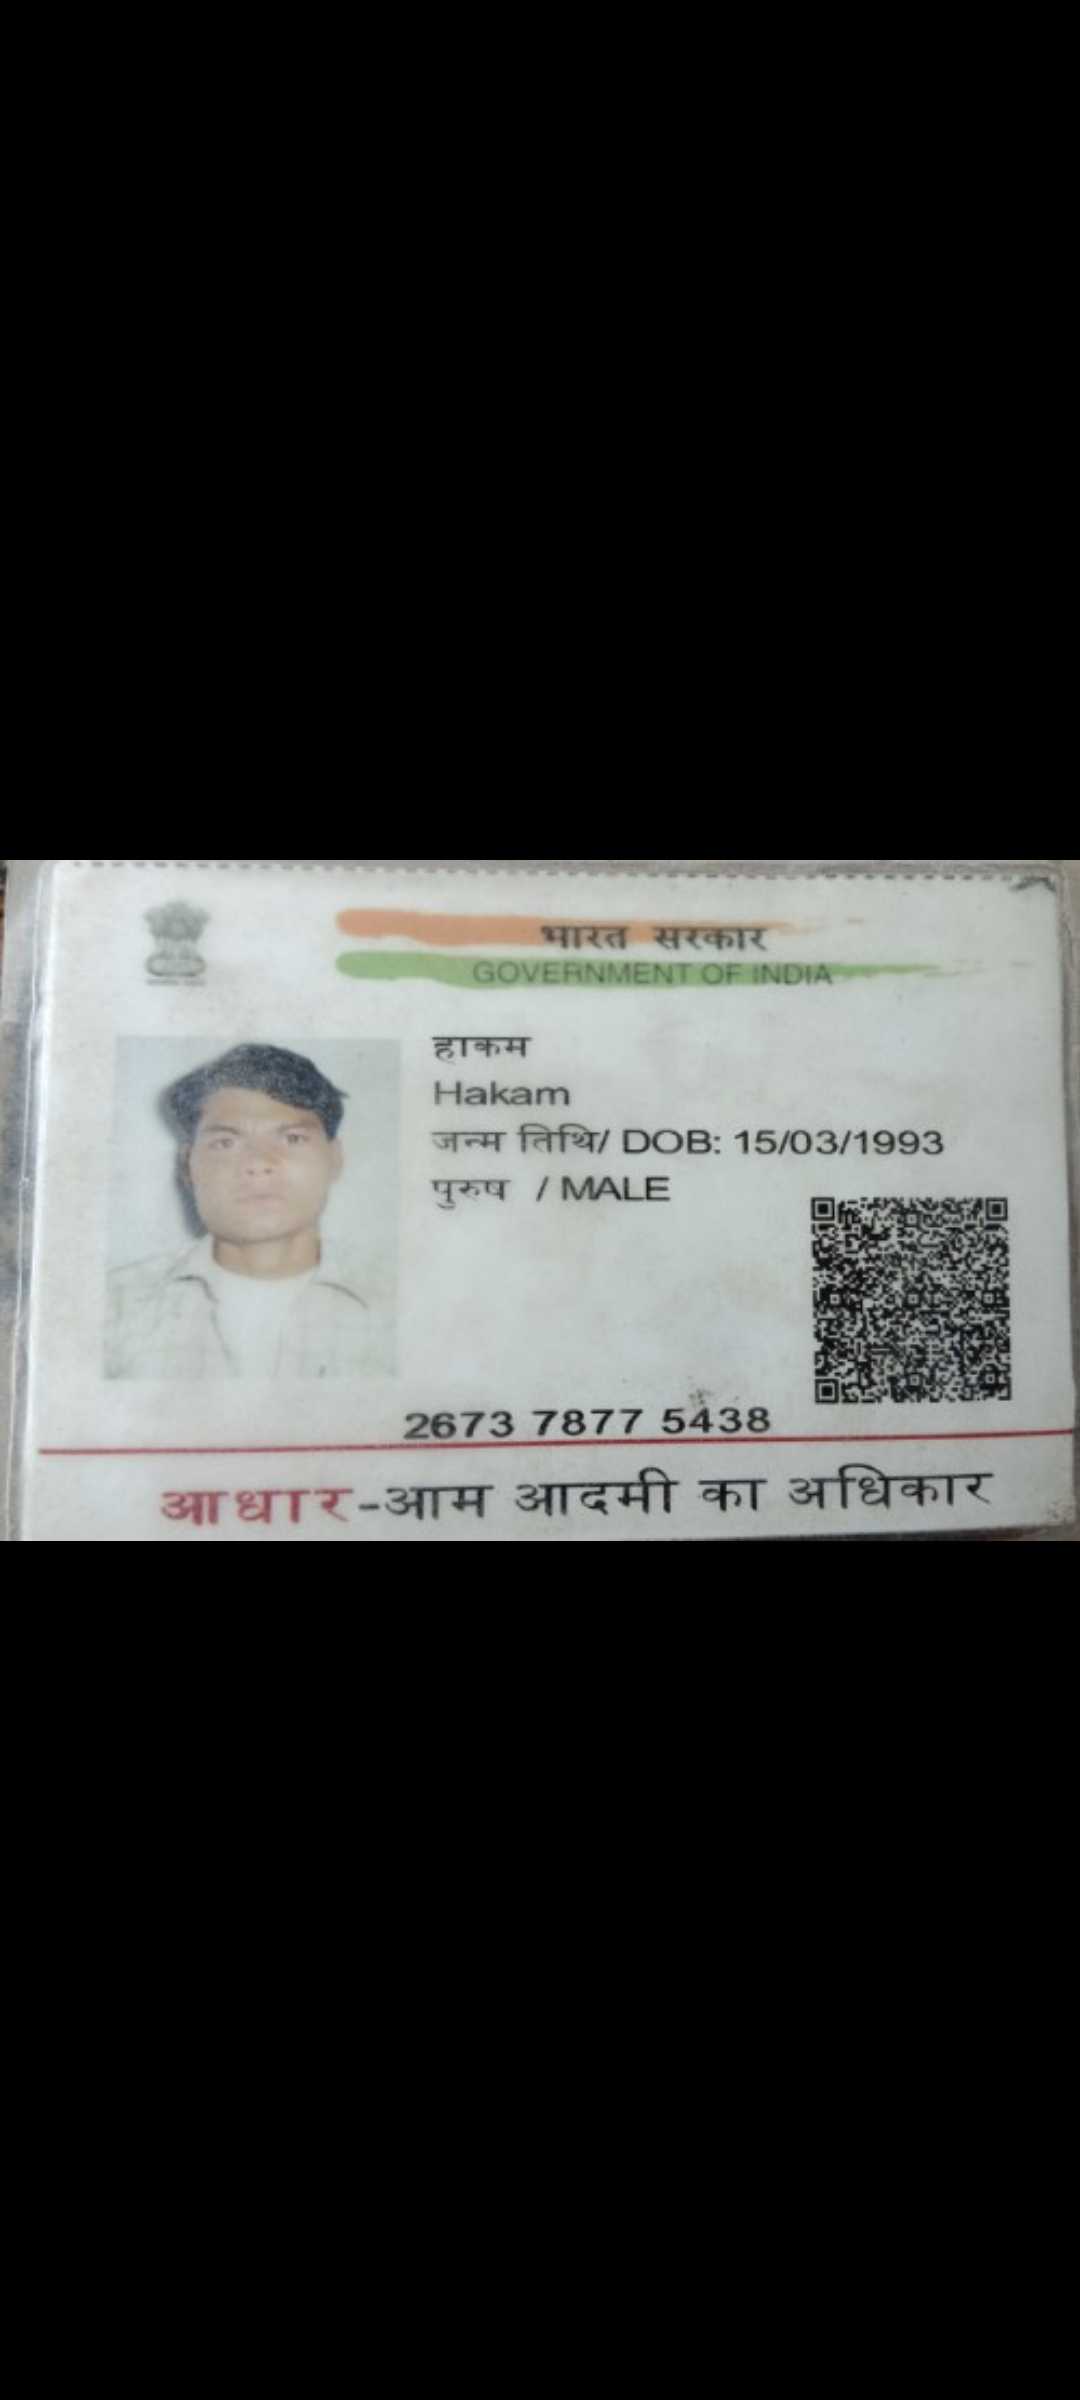 भारत सरकार
GOVERNMENT OF INDIA
हाकम
Hakam
जन्म तिथि/ DOB: 15/03/1993
पुरुष / MALE
2673 7877 5438
आधार-आम आदमी का अधिकार